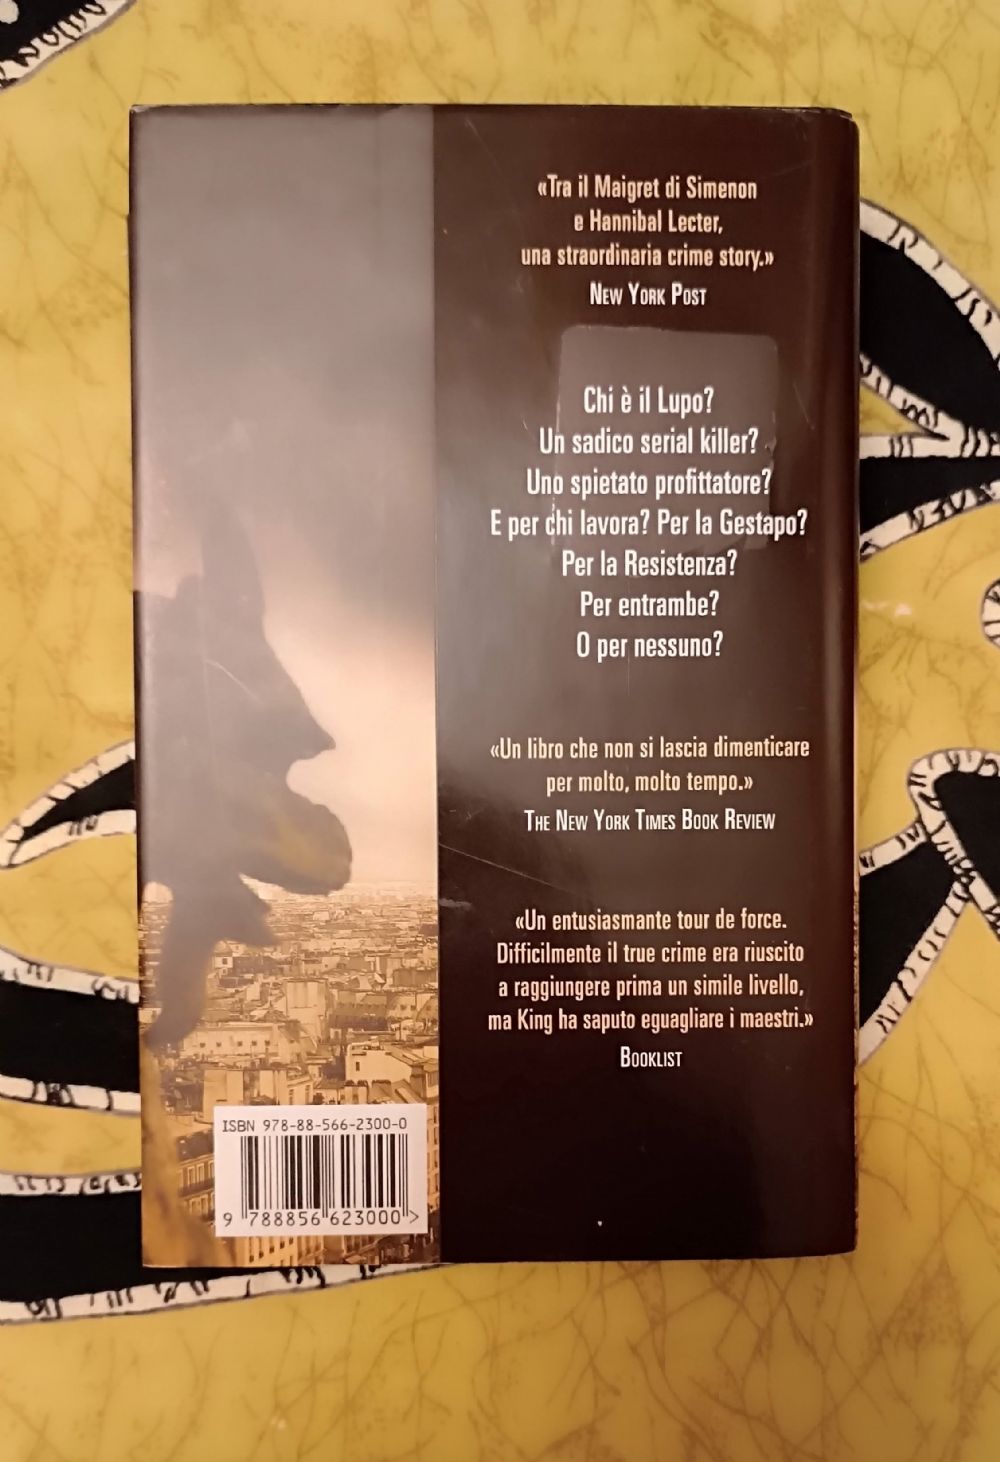 «Tra il Maigret di Simenon
e Hannibal Lecter,
una straordinaria crime story.»
NEW YORK POST
Chi è il Lupo?
Un sadico serial killer?
Uno spietato profittatore?
E per chi lavora? Per la Gestapo?
Per la Resistenza?
Per entrambe?
O per nessuno?
«Un libro che non si lascia dimenticare
per molto, molto tempo.»
THE NEW YORK TIMES BOOK REVIEW
«Un entusiasmante tour de force.
Difficilmente il true crime era riuscito
a raggiungere prima un simile livello,
ma King ha saputo eguagliare i maestri.»
BOOKLIST
ISBN 978-88-566-2300-0
9 788856 623000 >